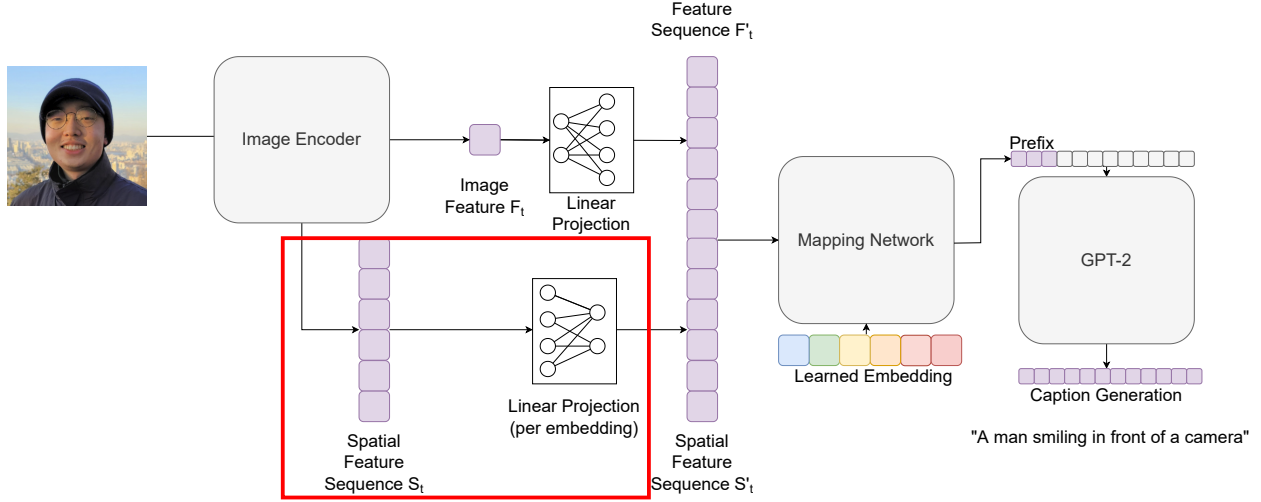 Feature
Sequence F't
Image Encoder
Image
Feature Ft
Linear
Projection
Prefix
Mapping Network
GPT-2
Learned Embedding
Caption Generation
Linear Projection
(per embedding)
Spatial
Feature
Sequence St
Spatial
Feature
Sequence S't
"A man smiling in front of a camera"